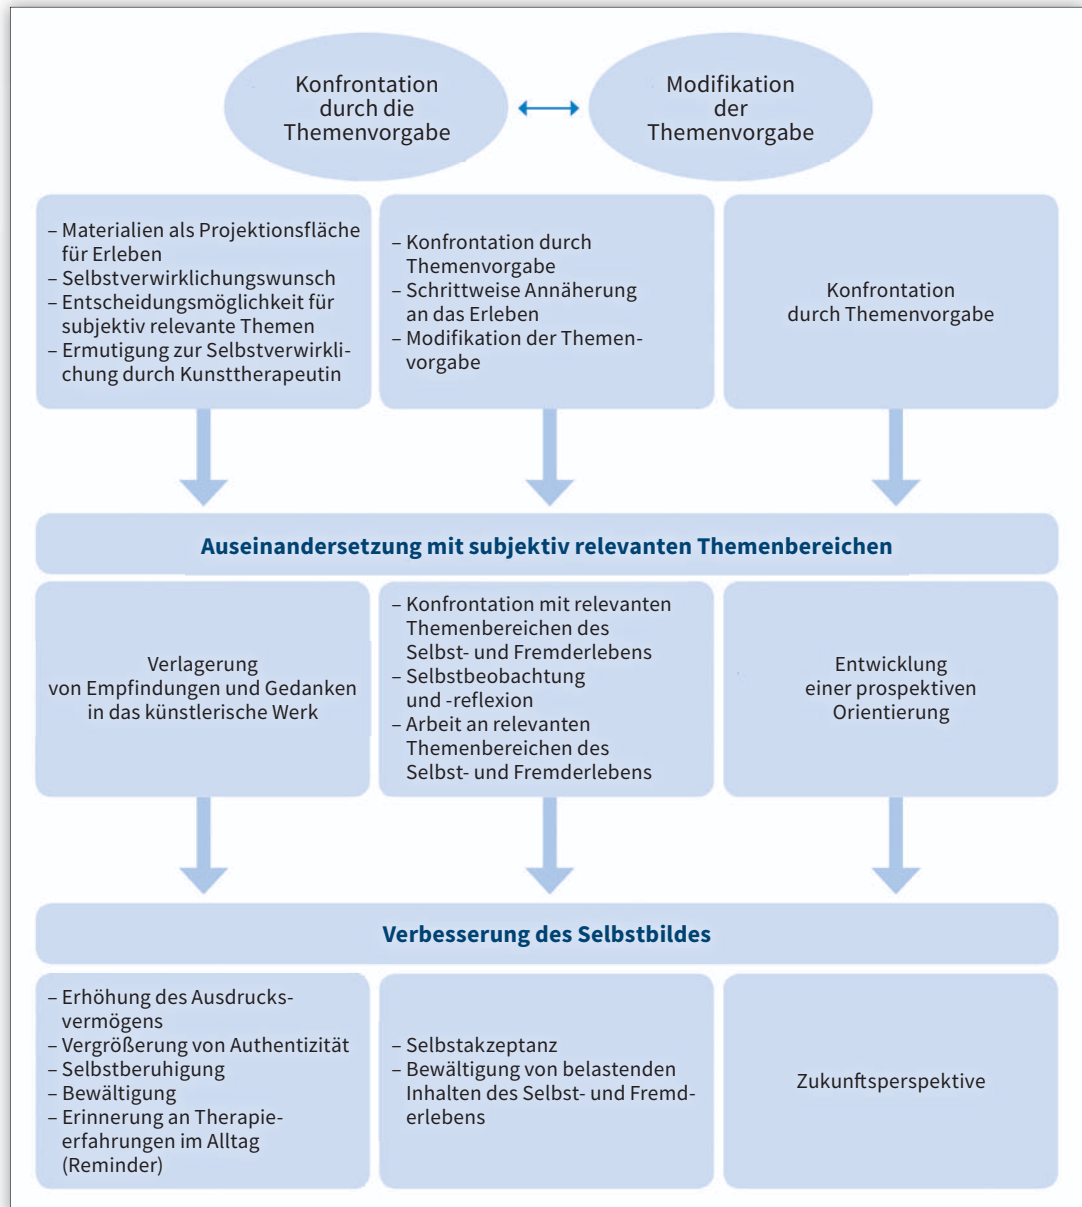 Konfrontation
durch die
Themenvorgabe
Modifikation
der
Themenvorgabe
– Materialien als Projektionsfläche
für Erleben
– Selbstverwirklichungswunsch
– Entscheidungsmöglichkeit für
subjektiv relevante Themen
– Ermutigung zur Selbstverwirkli-
chung durch Kunsttherapeutin
– Konfrontation durch
Themenvorgabe
– Schrittweise Annäherung
an das Erleben
– Modifikation der Themen-
vorgabe
Konfrontation
durch Themenvorgabe
Auseinandersetzung mit subjektiv relevanten Themenbereichen
Verlagerung
von Empfindungen und Gedanken
in das künstlerische Werk
– Konfrontation mit relevanten
Themenbereichen des
Selbst- und Fremderlebens
– Selbstbeobachtung
und -reflexion
– Arbeit an relevanten
Themenbereichen des
Selbst- und Fremderlebens
Entwicklung
einer prospektiven
Orientierung
Verbesserung des Selbstbildes
– Erhöhung des Ausdrucks-
vermögens
– Vergrößerung von Authentizität
– Selbstberuhigung
– Bewältigung
– Erinnerung an Therapie-
erfahrungen im Alltag
(Reminder)
– Selbstakzeptanz
– Bewältigung von belastenden
Inhalten des Selbst- und Fremd-
erlebens
Zukunftsperspektive